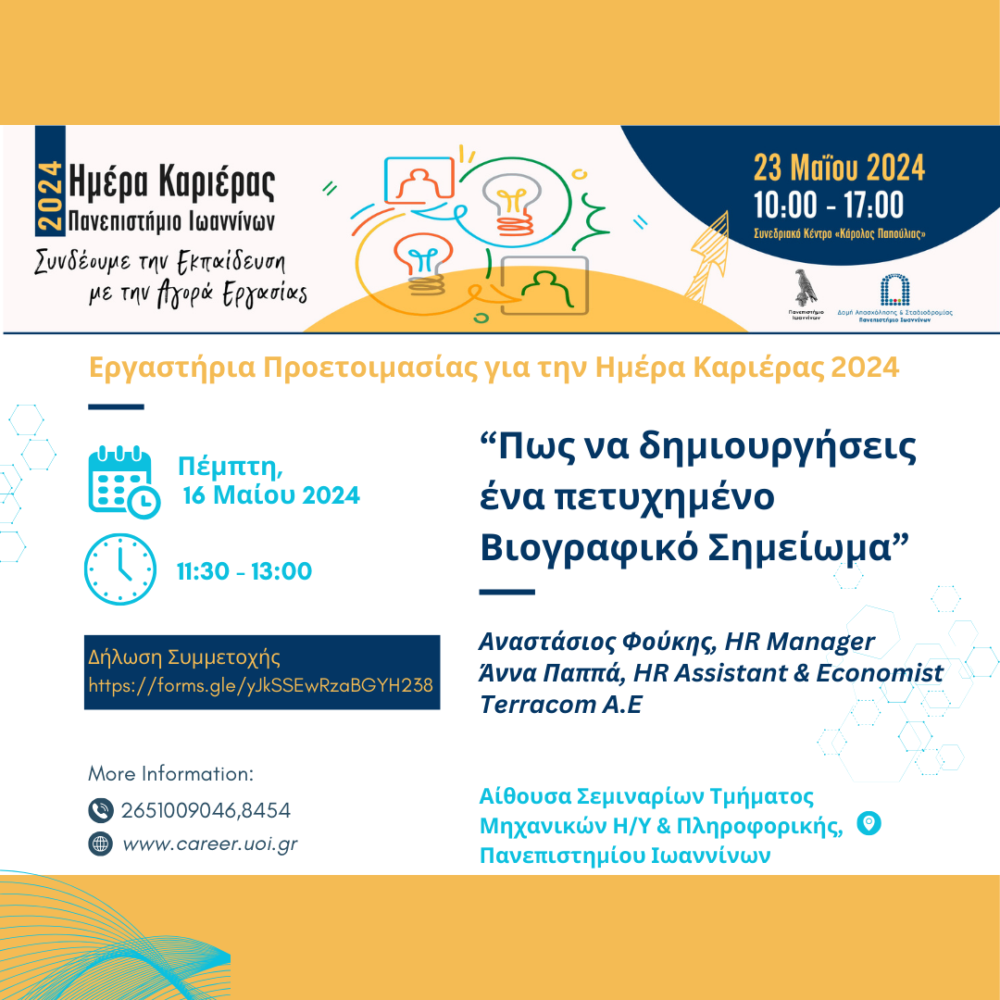 2024
Ημέρα Καριέρας
Πανεπιστήμιο Ιωαννίνων
Συνδέουμε την Εκπαίδευση
με την Αγορά Εργασίας
23 Μαΐου 2024
10:00 - 17:00
Συνεδριακό Κέντρο «Κάρολος Παπούλιας»
Πανεπιστήμιο
Ιωαννίνων
Δομή Απασχόλησης & Σταδιοδρομίας
Πανεπιστήμιο Ιωαννίνων
Εργαστήρια Προετοιμασίας για την Ημέρα Καριέρας 2024
Πέμπτη,
16 Μαίου 2024
11:30 - 13:00
Δήλωση Συμμετοχής
https://forms.gle/yJkSSEwRzaBGYH238
More Information:
2651009046,8454
www.career.uoi.gr
“Πως να δημιουργήσεις
ένα πετυχημένο
Βιογραφικό Σημείωμα”
Αναστάσιος Φούκης, HR Manager
Άννα Παππά, HR Assistant & Economist
Terracom A.E
Αίθουσα Σεμιναρίων Τμήματος
Μηχανικών Η/Υ & Πληροφορικής,
Πανεπιστημίου Ιωαννίνων